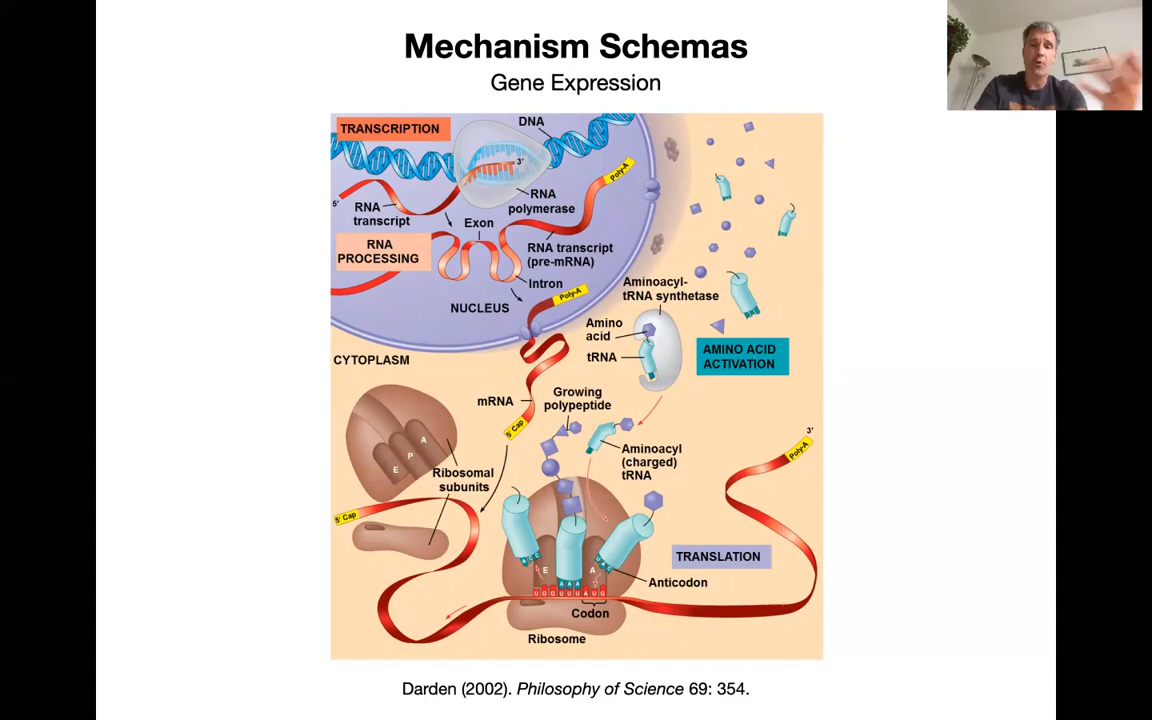 Mechanism Schemas
Gene Expression
TRANSCRIPTION
DNA
3'
Poly-A
5'
RNA
transcript
RNA
polymerase
Exon
RNA
PROCESSING
RNA transcript
(pre-mRNA)
Intron
Poly-A
NUCLEUS
Aminoacyl-
tRNA synthetase
Amino
acid
tRNA
AMINO ACID
ACTIVATION
CYTOPLASM
mRNA
5' Cap
Growing
polypeptide
Aminoacyl
(charged)
tRNA
3'
Poly-A
A
P
E
Ribosomal
subunits
5' Cap
TRANSLATION
E
A
Anticodon
A A A
U G G U U U A U G
Codon
Ribosome
Darden (2002). Philosophy of Science 69: 354.